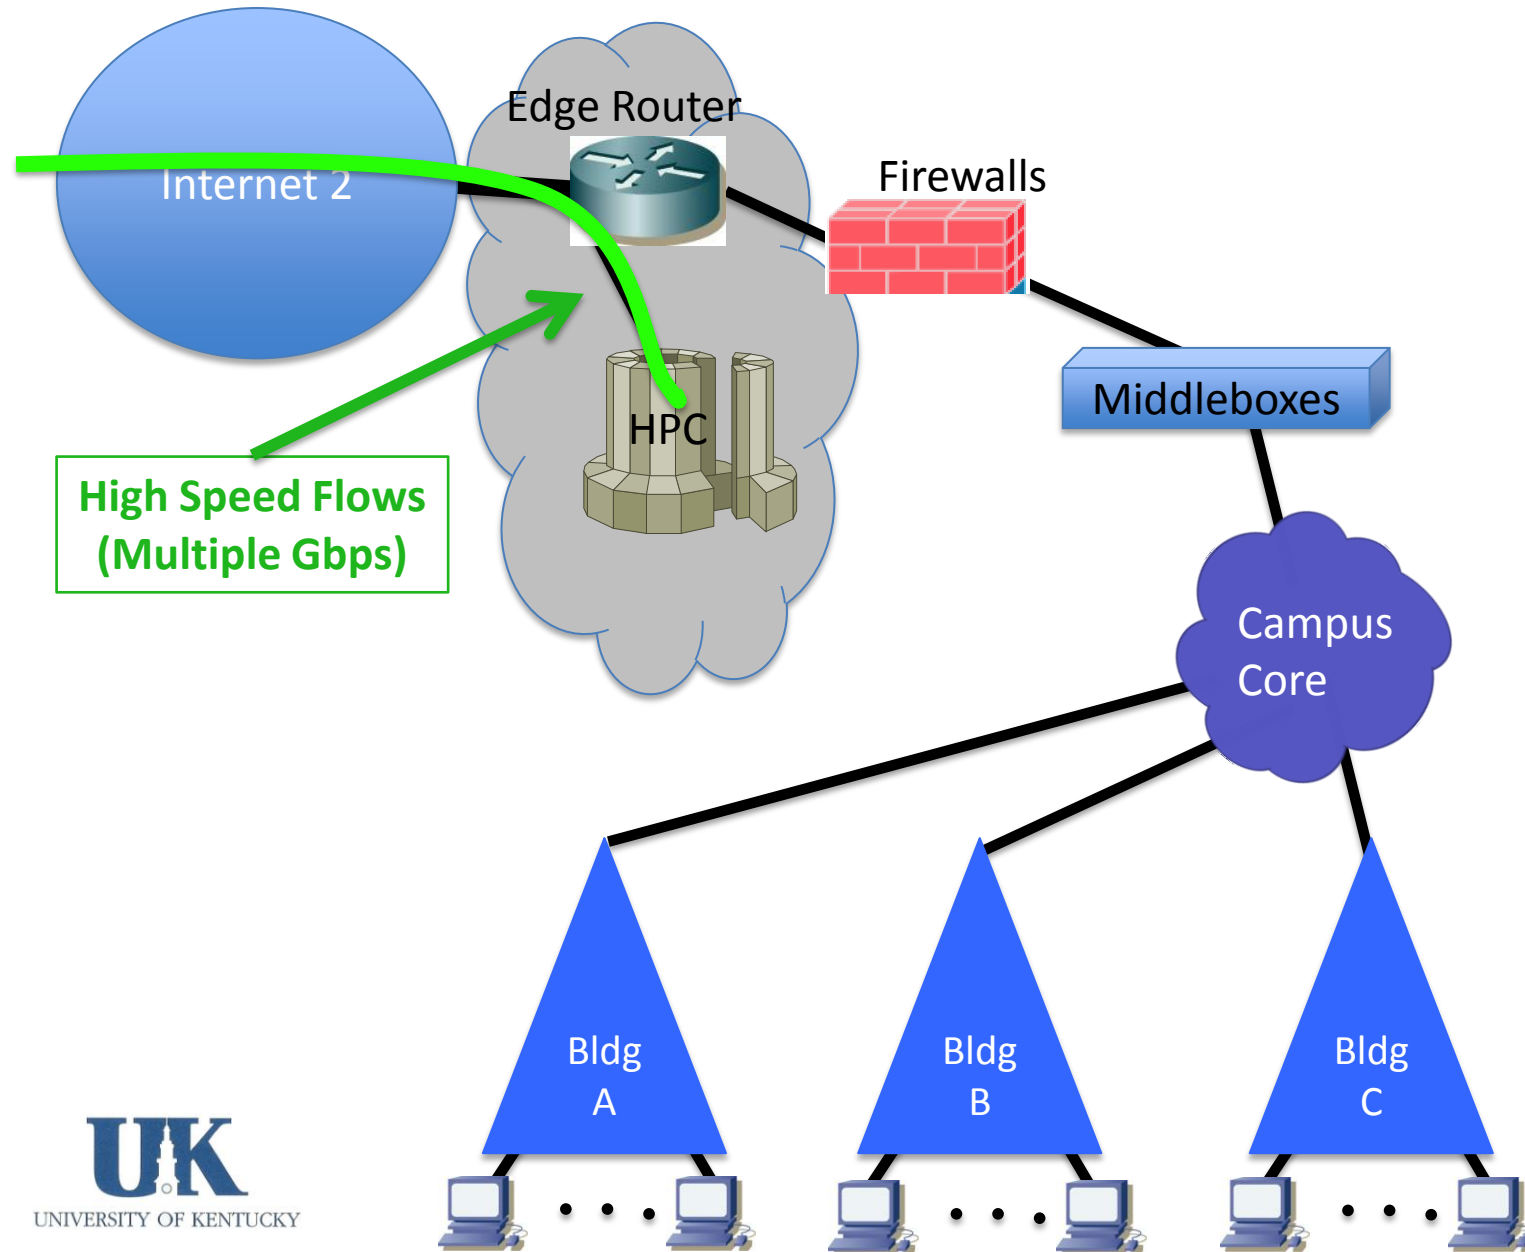 Edge Router
Internet 2
Firewalls
Middleboxes
HPC
High Speed Flows
(Multiple Gbps)
Campus
Core
Bldg
A
Bldg
B
Bldg
C
UK
UNIVERSITY OF KENTUCKY